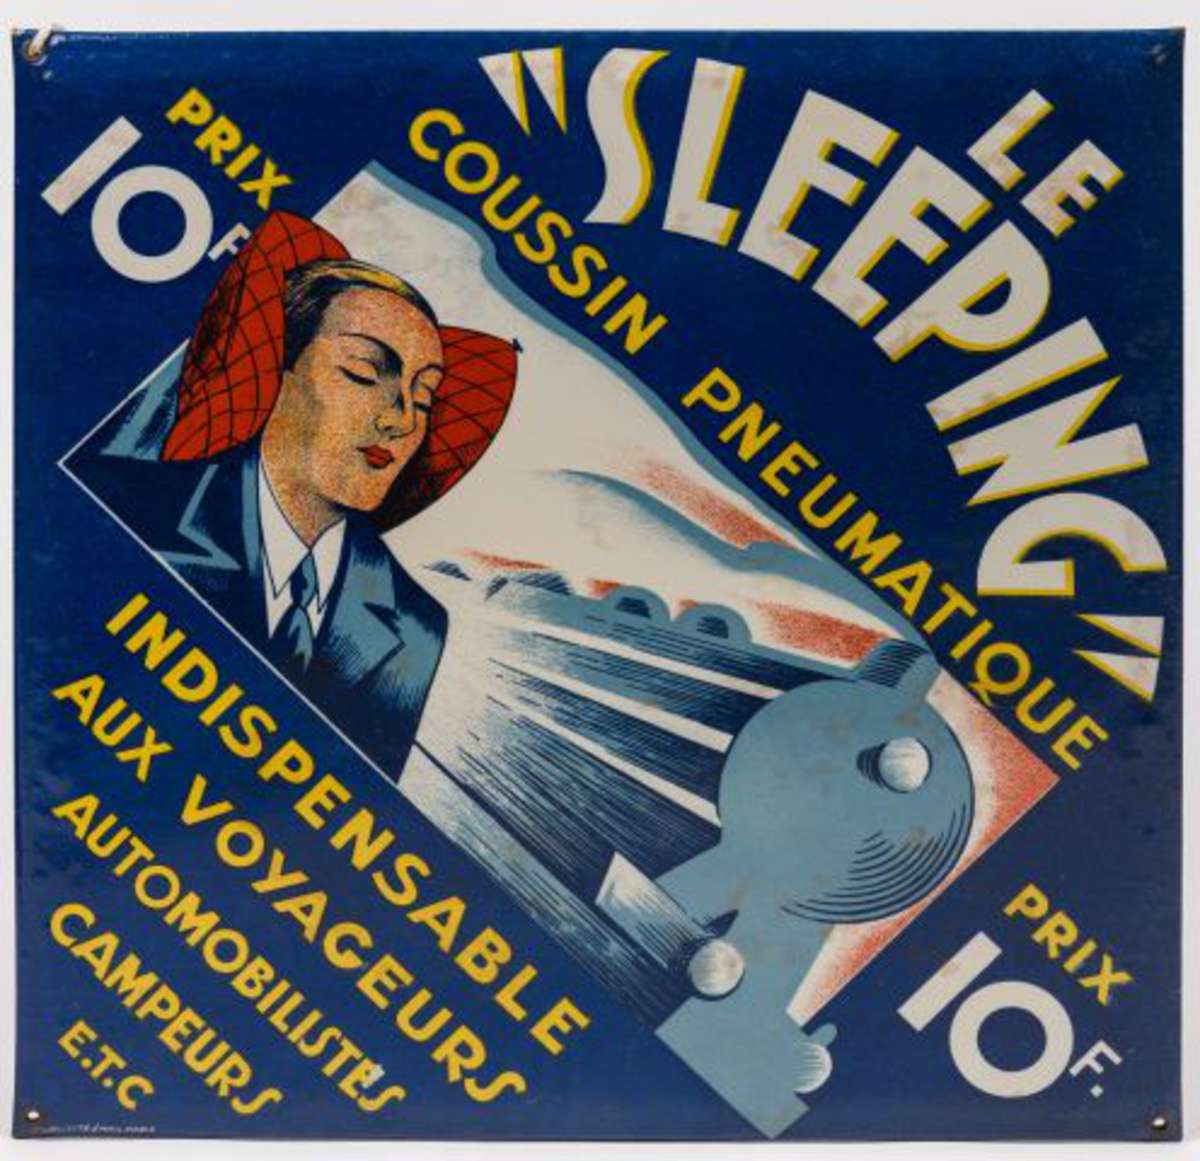 LE
"SLEEPING"
COUSSIN PNEUMATIQUE
PRIX
10F.
INDISPENSABLE
AUX VOYAGEURS
AUTOMOBILISTES
CAMPEURS
E.T.C
PRIX
10F.